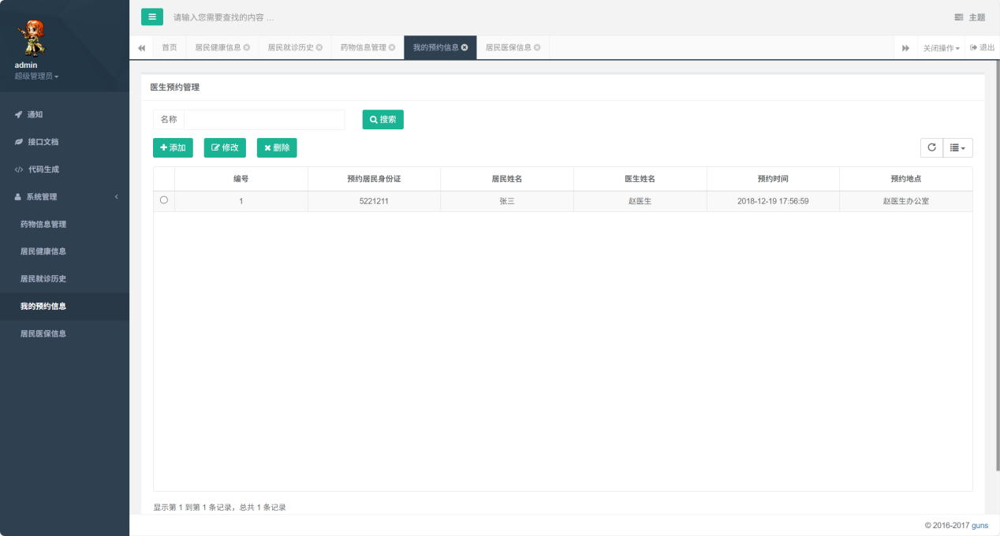 admin
超级管理员
通知
接口文档
代码生成
系统管理
药物信息管理
居民健康信息
居民就诊历史
我的预约信息
居民医保信息
请输入您需要查找的内容 …
主题
首页 居民健康信息 居民就诊历史 药物信息管理 我的预约信息 居民医保信息 关闭操作 退出
医生预约管理
名称 搜索
添加 修改 删除
编号 预约居民身份证 居民姓名 医生姓名 预约时间 预约地点
1 5221211 张三 赵医生 2018-12-19 17:56:59 赵医生办公室
显示第 1 到第 1 条记录，总共 1 条记录
© 2016-2017 guns